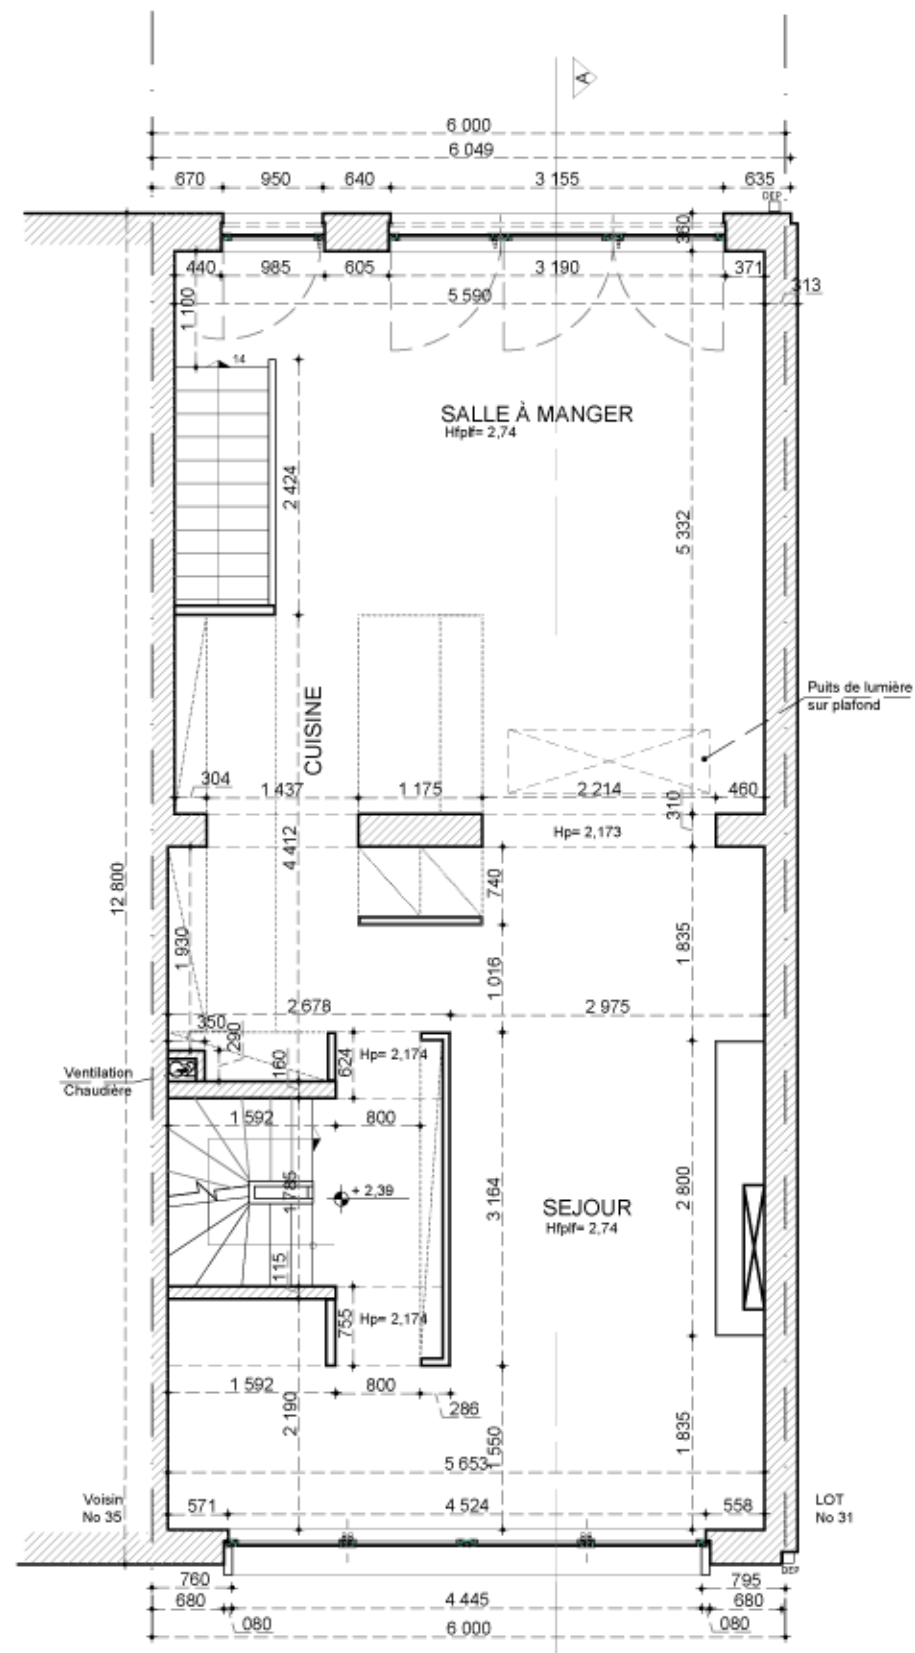 A
6 000
6 049
670 950 640 3 155 635
DEP
360
440 985 605 3 190 371
5 590 313
1 100
14
SALLE À MANGER
Hfplf= 2,74
2 424
5 332
CUISINE
Puits de lumière
sur plafond
304 1 437 1 175 2 214 460
310
Hp= 2,173
4 412
12 800
740
1 930
1 835
1 016
2 678 2 975
350
290
Hp= 2,174
160
624
Ventilation
Chaudière
1 592 800
1 785
+ 2,39
3 164
2 800
SEJOUR
Hfplf= 2,74
115
755
Hp= 2,174
1 592 800
286
2 190
1 550
1 835
5 653
Voisin
No 35
571 4 524 558
LOT
No 31
DEP
760 795
680 4 445 680
080 6 000 080